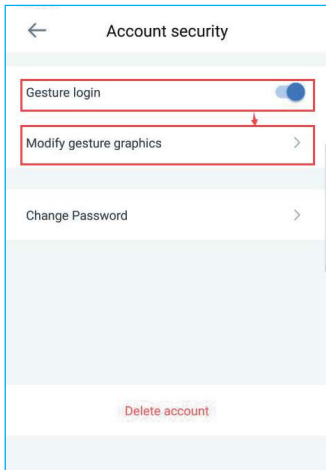 Account security
Gesture login
Modify gesture graphics
Change Password
Delete account